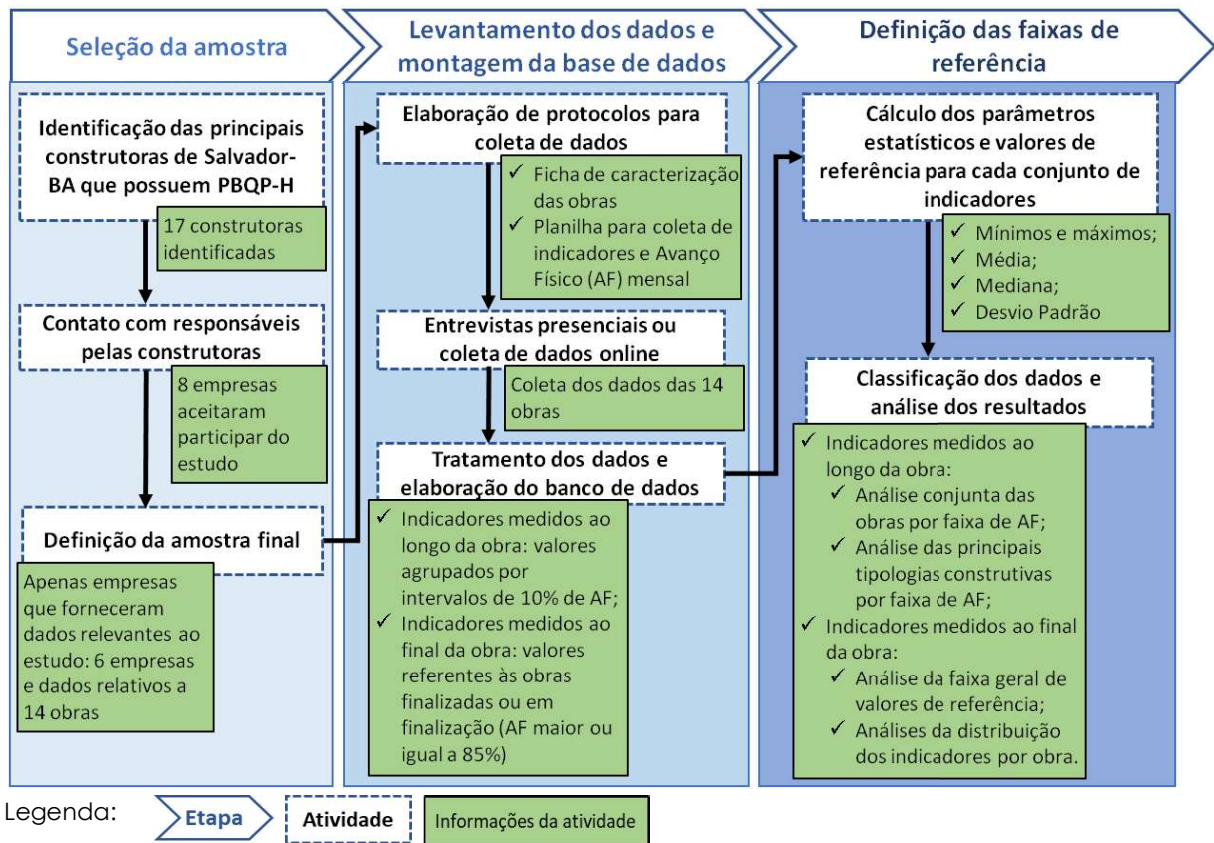 Seleção da amostra
Identificação das principais
construtoras de Salvador-
BA que possuem PBQP-H
17 construtoras
identificadas
Contato com responsáveis
pelas construtoras
8 empresas
aceitaram
participar do
estudo
Definição da amostra final
Apenas empresas
que forneceram
dados relevantes ao
estudo: 6 empresas
e dados relativos a
14 obras
Levantamento dos dados e
montagem da base de dados
Elaboração de protocolos para
coleta de dados
✓ Ficha de caracterização
das obras
✓ Planilha para coleta de
indicadores e Avanço
Físico (AF) mensal
Entrevistas presenciais ou
coleta de dados online
Coleta dos dados das 14
obras
Tratamento dos dados e
elaboração do banco de dados
✓ Indicadores medidos ao
longo da obra: valores
agrupados por
intervalos de 10% de AF;
✓ Indicadores medidos ao
final da obra: valores
referentes às obras
finalizadas ou em
finalização (AF maior ou
igual a 85%)
Definição das faixas de
referência
Cálculo dos parâmetros
estatísticos e valores de
referência para cada conjunto de
indicadores
✓ Mínimos e máximos;
✓ Média;
✓ Mediana;
✓ Desvio Padrão
Classificação dos dados e
análise dos resultados
✓ Indicadores medidos ao
longo da obra:
✓ Análise conjunta das
obras por faixa de AF;
✓ Análise das principais
tipologias construtivas
por faixa de AF;
✓ Indicadores medidos ao final
da obra:
✓ Análise da faixa geral de
valores de referência;
✓ Análises da distribuição
dos indicadores por obra.
Legenda:
Etapa
Atividade
Informações da atividade